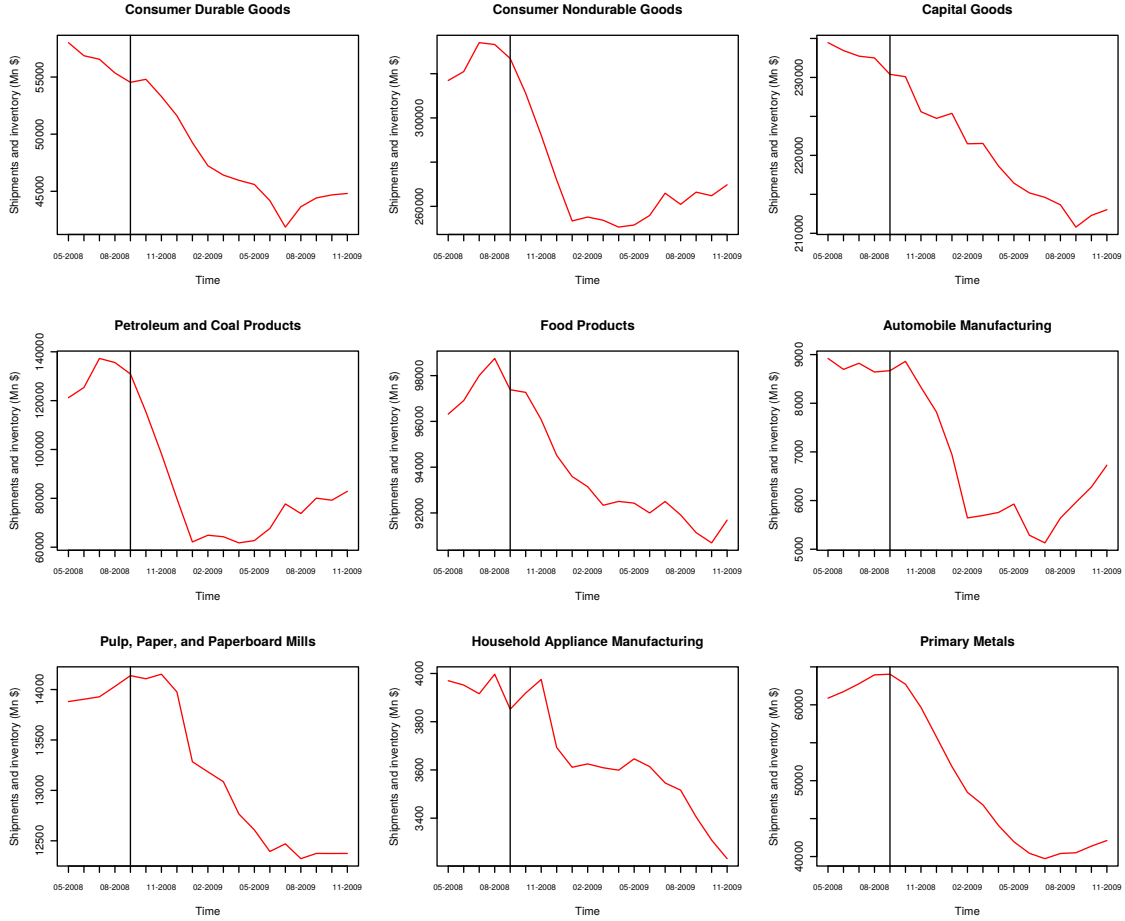 Consumer Durable Goods
Shipments and inventory (Mn $)
55000
50000
45000
05-2008 08-2008 11-2008 02-2009 05-2009 08-2009 11-2009
Time
Consumer Nondurable Goods
Shipments and inventory (Mn $)
300000
260000
05-2008 08-2008 11-2008 02-2009 05-2009 08-2009 11-2009
Time
Capital Goods
Shipments and inventory (Mn $)
230000
220000
210000
05-2008 08-2008 11-2008 02-2009 05-2009 08-2009 11-2009
Time
Petroleum and Coal Products
Shipments and inventory (Mn $)
140000
120000
100000
80000
60000
05-2008 08-2008 11-2008 02-2009 05-2009 08-2009 11-2009
Time
Food Products
Shipments and inventory (Mn $)
98000
96000
94000
92000
05-2008 08-2008 11-2008 02-2009 05-2009 08-2009 11-2009
Time
Automobile Manufacturing
Shipments and inventory (Mn $)
9000
8000
7000
6000
5000
05-2008 08-2008 11-2008 02-2009 05-2009 08-2009 11-2009
Time
Pulp, Paper, and Paperboard Mills
Shipments and inventory (Mn $)
14000
13500
13000
12500
05-2008 08-2008 11-2008 02-2009 05-2009 08-2009 11-2009
Time
Household Appliance Manufacturing
Shipments and inventory (Mn $)
4000
3800
3600
3400
05-2008 08-2008 11-2008 02-2009 05-2009 08-2009 11-2009
Time
Primary Metals
Shipments and inventory (Mn $)
60000
50000
40000
05-2008 08-2008 11-2008 02-2009 05-2009 08-2009 11-2009
Time